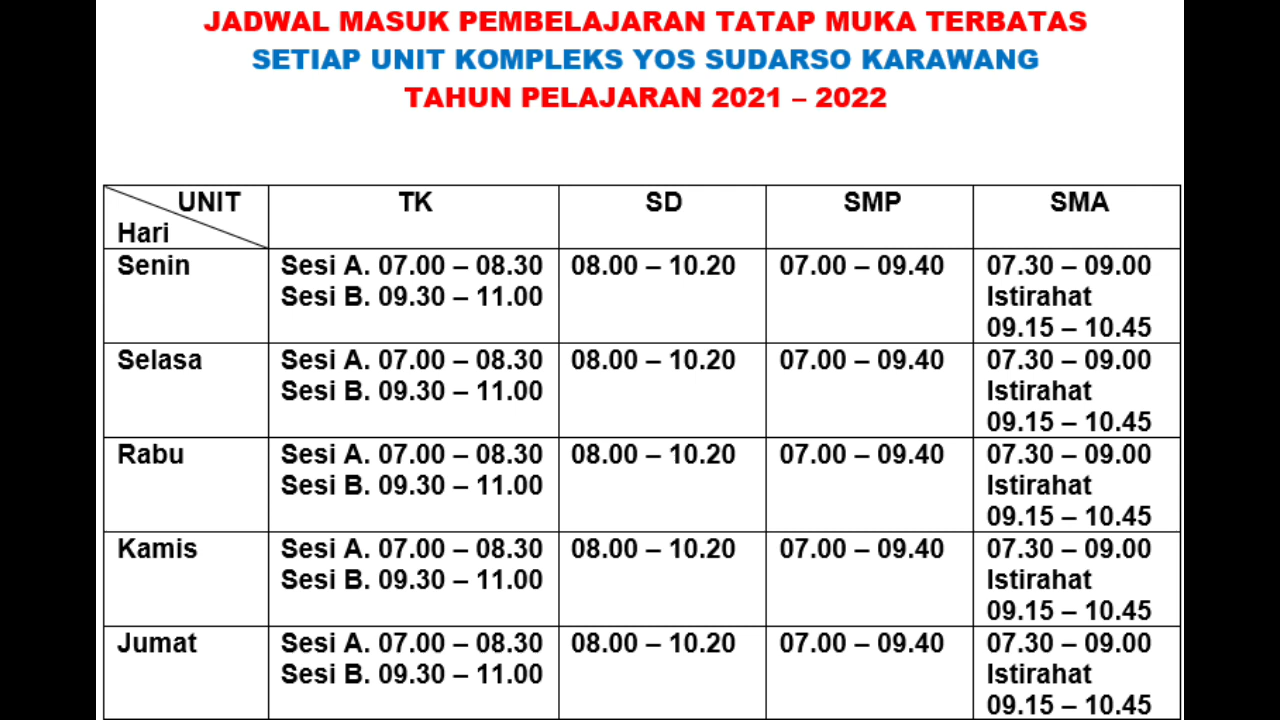 JADWAL MASUK PEMBELAJARAN TATAP MUKA TERBATAS
SETIAP UNIT KOMPLEKS YOS SUDARSO KARAWANG
TAHUN PELAJARAN 2021 – 2022
UNIT TK SD SMP SMA
Hari
Senin Sesi A. 07.00 – 08.30 08.00 – 10.20 07.00 – 09.40 07.30 – 09.00
Sesi B. 09.30 – 11.00 Istirahat
09.15 – 10.45
Selasa Sesi A. 07.00 – 08.30 08.00 – 10.20 07.00 – 09.40 07.30 – 09.00
Sesi B. 09.30 – 11.00 Istirahat
09.15 – 10.45
Rabu Sesi A. 07.00 – 08.30 08.00 – 10.20 07.00 – 09.40 07.30 – 09.00
Sesi B. 09.30 – 11.00 Istirahat
09.15 – 10.45
Kamis Sesi A. 07.00 – 08.30 08.00 – 10.20 07.00 – 09.40 07.30 – 09.00
Sesi B. 09.30 – 11.00 Istirahat
09.15 – 10.45
Jumat Sesi A. 07.00 – 08.30 08.00 – 10.20 07.00 – 09.40 07.30 – 09.00
Sesi B. 09.30 – 11.00 Istirahat
09.15 – 10.45